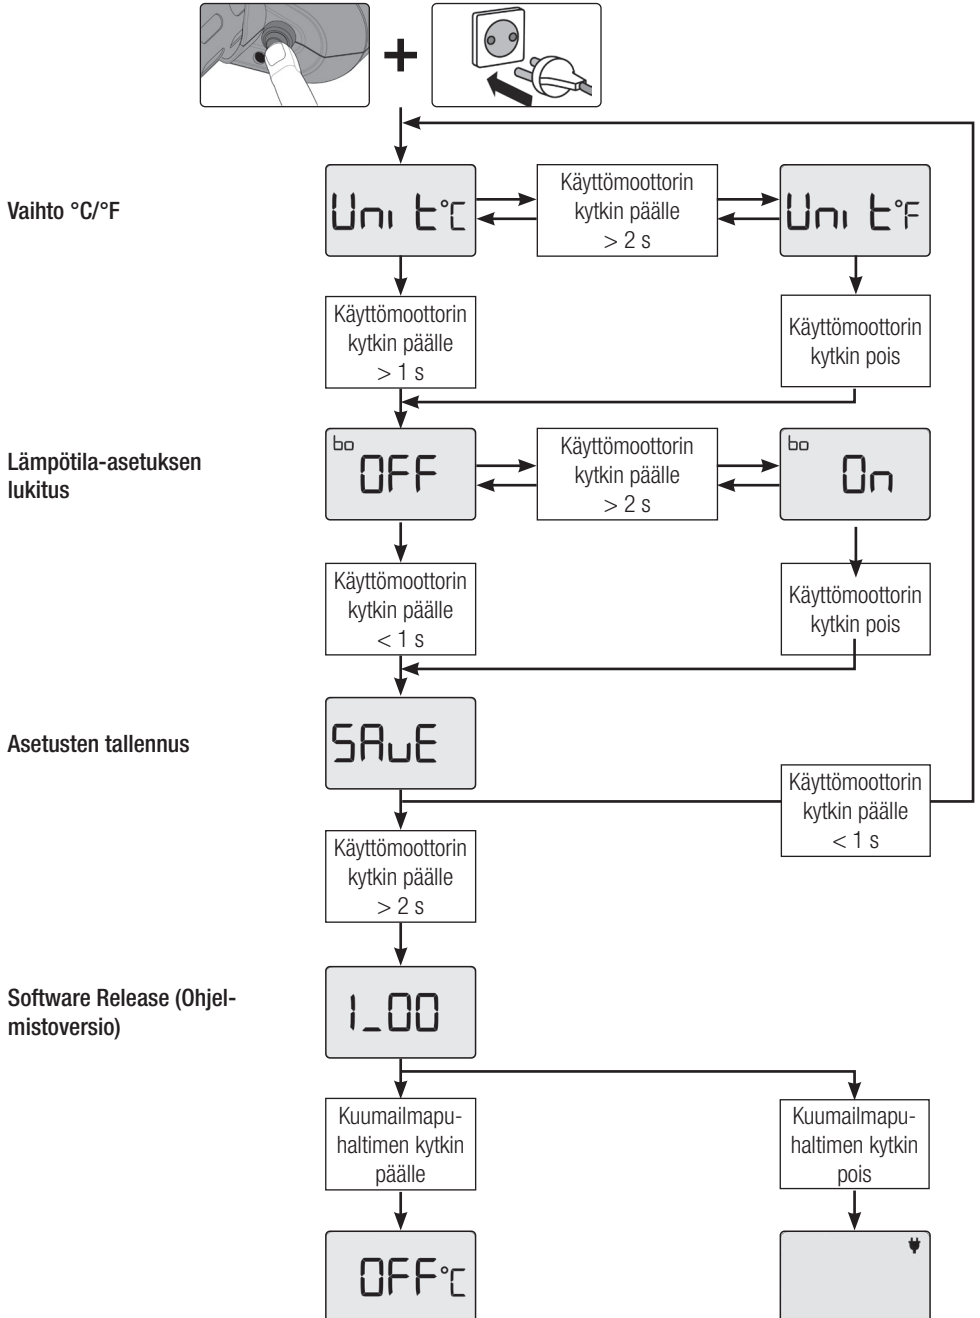 Vaihto °C/°F
Unit°C
Käyttömoottorin
kytkin päälle
> 2 s
Unit°F
Käyttömoottorin
kytkin päälle
> 1 s
Käyttömoottorin
kytkin pois
Lämpötila-asetuksen
lukitus
bo
OFF
Käyttömoottorin
kytkin päälle
> 2 s
bo
On
Käyttömoottorin
kytkin päälle
< 1 s
Käyttömoottorin
kytkin pois
Asetusten tallennus
SAvE
Käyttömoottorin
kytkin päälle
< 1 s
Käyttömoottorin
kytkin päälle
> 2 s
Software Release (Ohjel-
mistoversio)
1_00
Kuumailmapu-
haltimen kytkin
päälle
Kuumailmapu-
haltimen kytkin
pois
OFF°C